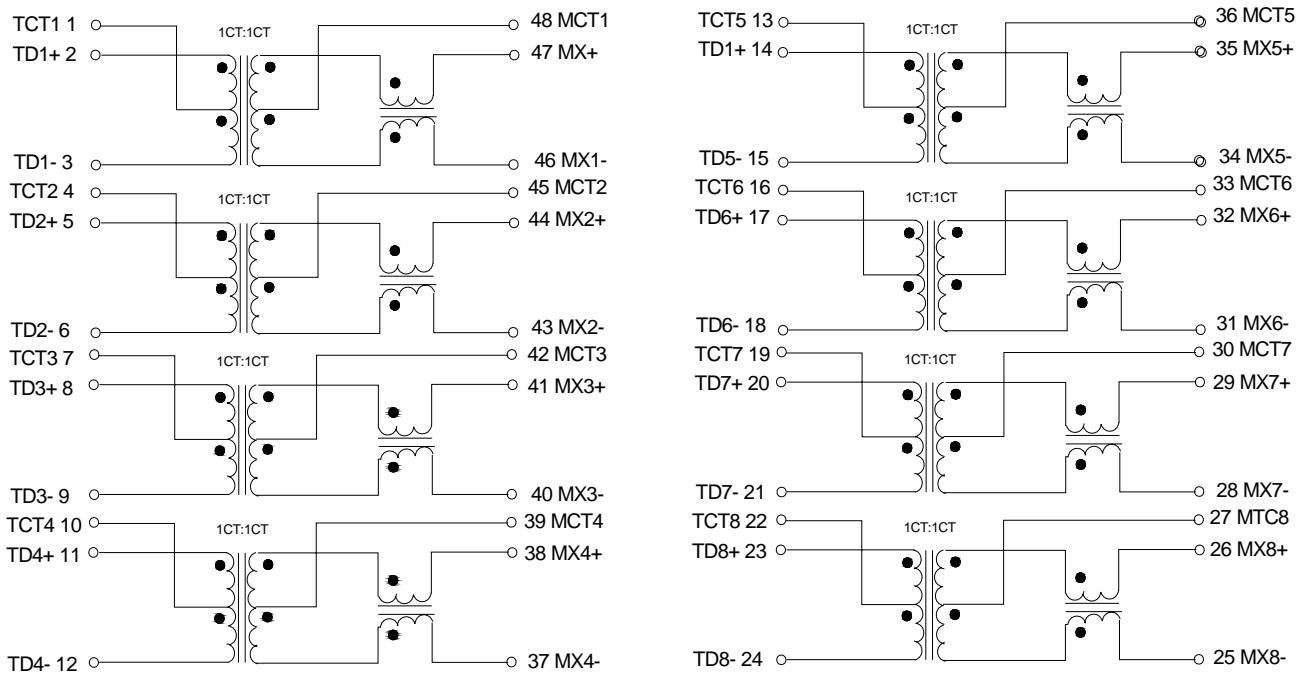 TCT1 1
1CT:1CT
48 MCT1
TD1+ 2
47 MX+
TD1- 3
46 MX1-
TCT2 4
1CT:1CT
45 MCT2
TD2+ 5
44 MX2+
TD2- 6
43 MX2-
TCT3 7
1CT:1CT
42 MCT3
TD3+ 8
41 MX3+
TD3- 9
40 MX3-
TCT4 10
1CT:1CT
39 MCT4
TD4+ 11
38 MX4+
TD4- 12
37 MX4-
TCT5 13
1CT:1CT
36 MCT5
TD1+ 14
35 MX5+
TD5- 15
34 MX5-
TCT6 16
1CT:1CT
33 MCT6
TD6+ 17
32 MX6+
TD6- 18
31 MX6-
TCT7 19
1CT:1CT
30 MCT7
TD7+ 20
29 MX7+
TD7- 21
28 MX7-
TCT8 22
1CT:1CT
27 MTC8
TD8+ 23
26 MX8+
TD8- 24
25 MX8-